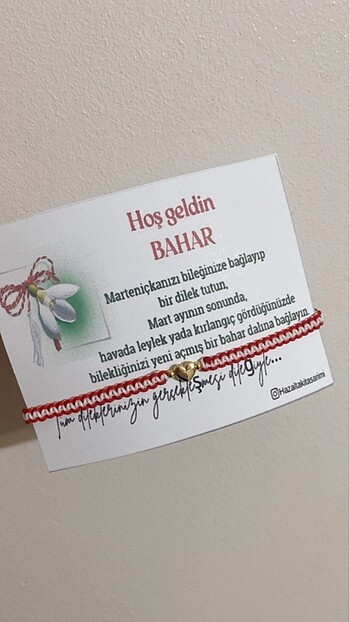 Hoş geldin
BAHAR
Marteniçkanızı bileğinize bağlayıp
bir dilek tutun,
Mart ayının sonunda,
havada leylek yada kırlangıç gördüğünüzde
bilekliğinizi yeni açmış bir bahar dalına bağlayın
Tüm dileklerinizin gerçekleşmesi dileğiyle...
@Hazaltakitasarim